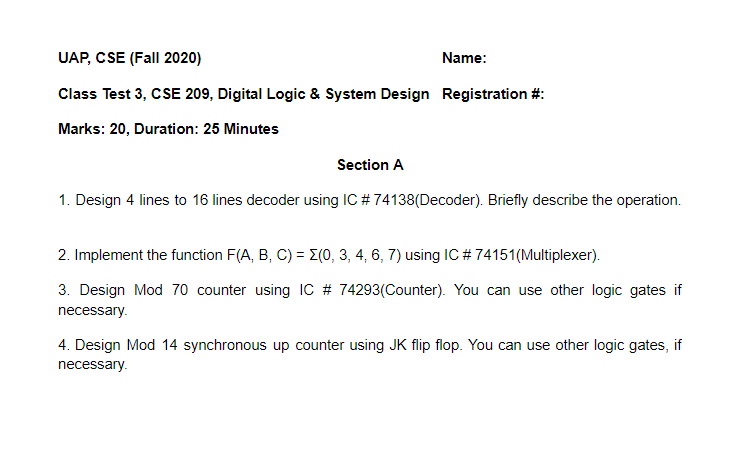 UAP, CSE (Fall 2020) Name:
Class Test 3, CSE 209, Digital Logic & System Design Registration #:
Marks: 20, Duration: 25 Minutes
Section A
1. Design 4 lines to 16 lines decoder using IC # 74138(Decoder). Briefly describe the operation.
2. Implement the function F(A, B, C) = Σ(0, 3, 4, 6, 7) using IC # 74151(Multiplexer).
3. Design Mod 70 counter using IC # 74293(Counter). You can use other logic gates if
necessary.
4. Design Mod 14 synchronous up counter using JK flip flop. You can use other logic gates, if
necessary.